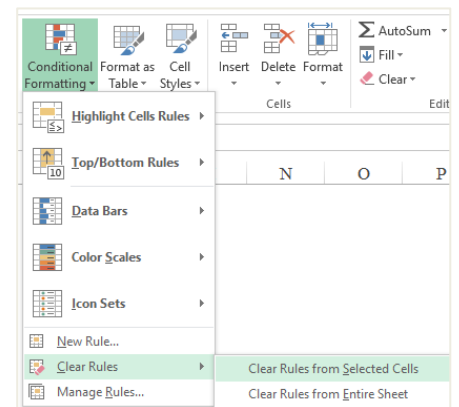 Conditional Formatting
Format as Table
Cell Styles
Insert
Delete
Format
AutoSum
Fill
Clear
Cells
Edit
Highlight Cells Rules
Top/Bottom Rules
10
N O P
Data Bars
Color Scales
Icon Sets
New Rule...
Clear Rules
Clear Rules from Selected Cells
Manage Rules...
Clear Rules from Entire Sheet